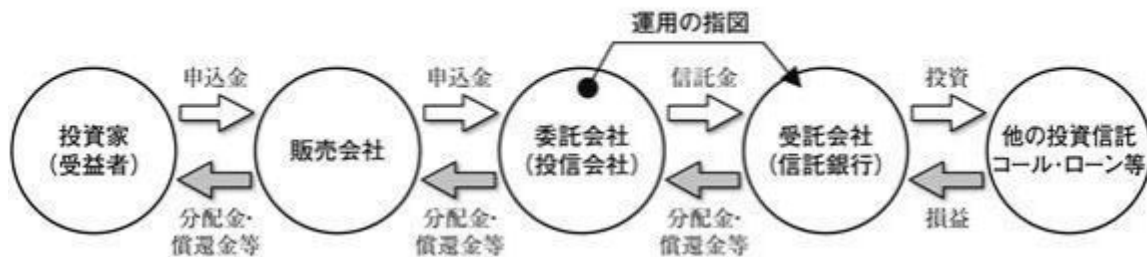 運用の指図
申込金
申込金
信託金
投資
投資家
(受益者)
販売会社
委託会社
(投信会社)
受託会社
(信託銀行)
他の投資信託
コール・ローン等
分配金・
償還金等
分配金・
償還金等
分配金・
償還金等
損益